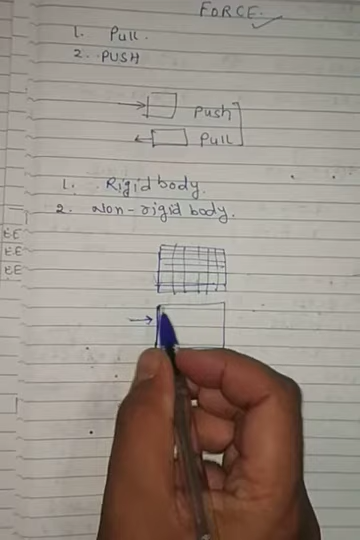 FORCE.
1. Pull.
2. PUSH
Push
Pull
1. Rigid body.
2. Non-rigid body.